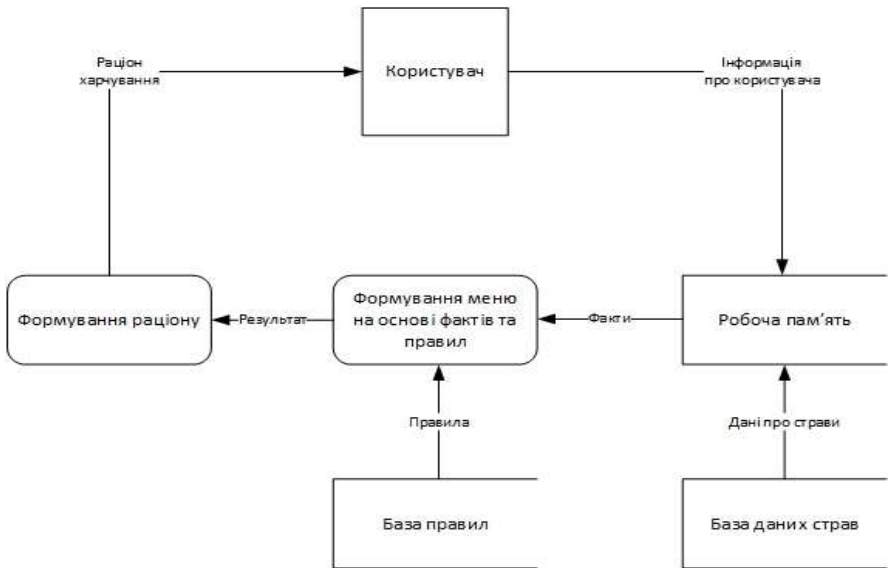 Раціон
харчування
Користувач
Інформація
про користувача
Формування раціону
Результат
Формування меню
на основі фактів та
правил
Факти
Робоча пам'ять
Правила
Дані про страви
База правил
База даних страв